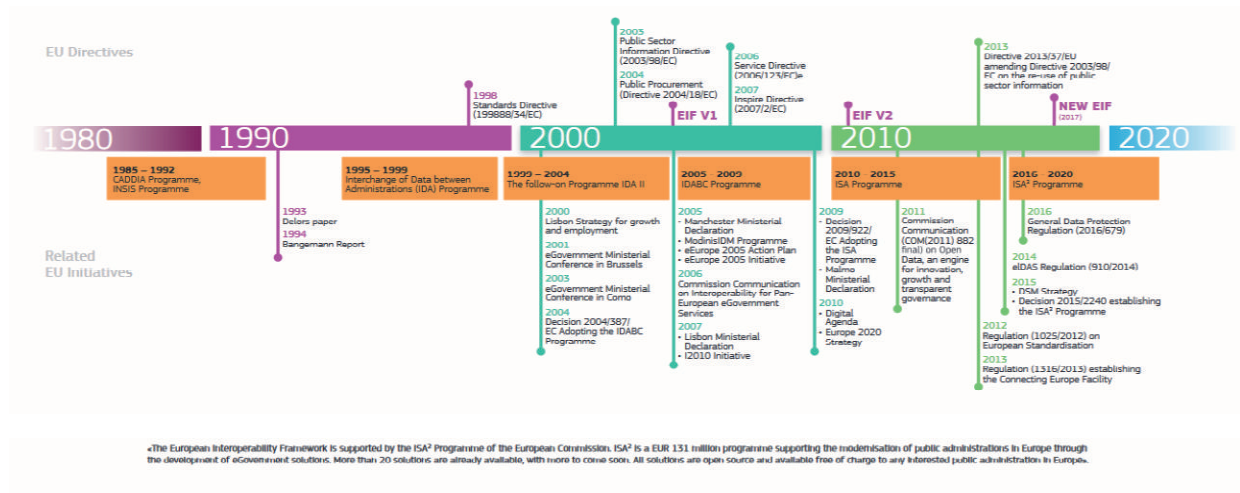 EU Directives
1998
Standards Directive
(199888/34/EC)
2003
Public Sector
Information Directive
(2003/98/EC)
2004
Public Procurement
(Directive 2004/18/EC)
EIF V1
2006
Service Directive
(2006/123/EC)e
2007
Inspire Directive
(2007/2/EC)
EIF V2
2013
Directive 2013/37/EU
amending Directive 2003/98/
EC on the re-use of public
sector information
NEW EIF
(2017)
1980
1990
2000
2010
2020
1985 – 1992
CADDIA Programme,
INSIS Programme
1995 – 1999
Interchange of Data between
Administrations (IDA) Programme
1999 – 2004
The follow-on Programme IDA II
2005 – 2009
IDABC Programme
2010 – 2015
ISA Programme
2016 – 2020
ISA² Programme
Related
EU Initiatives
1993
Delors paper
1994
Bangemann Report
2000
Lisbon Strategy for growth
and employment
2001
eGovernment Ministerial
Conference in Brussels
2003
eGovernment Ministerial
Conference in Como
2004
Decision 2004/387/
EC Adopting the IDABC
Programme
2005
• Manchester Ministerial
Declaration
• ModinisIDM Programme
• eEurope 2005 Action Plan
• eEurope 2005 Initiative
2006
Commission Communication
on Interoperability for Pan-
European eGovernment
Services
2007
• Lisbon Ministerial
Declaration
• I2010 Initiative
2009
• Decision
2009/922/
EC Adopting
the ISA
Programme
• Malmo
Ministerial
Declaration
2010
• Digital
Agenda
• Europe 2020
Strategy
2011
Commission
Communication
(COM(2011) 882
final) on Open
Data, an engine
for innovation,
growth and
transparent
governance
2016
General Data Protection
Regulation (2016/679)
2014
eIDAS Regulation (910/2014)
2015
• DSM Strategy
• Decision 2015/2240 establishing
the ISA² Programme
2012
Regulation (1025/2012) on
European Standardisation
2013
Regulation (1316/2013) establishing
the Connecting Europe Facility
«The European Interoperability Framework is supported by the ISA² Programme of the European Commission. ISA² is a EUR 131 million programme supporting the modernisation of public administrations in Europe through
the development of eGovernment solutions. More than 20 solutions are already available, with more to come soon. All solutions are open source and available free of charge to any interested public administration in Europe».